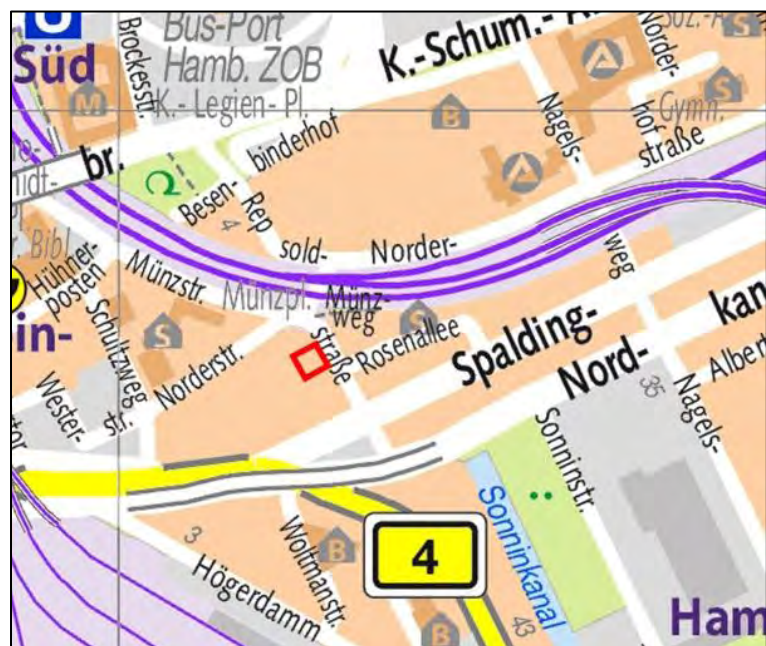 U
Bus-Port
Hamb. ZOB
K.-Legien-Pl.
Süd
Brockesstr.
K.-Schum.-A
Norder-
hof
straße
Gymn.
S
S
M
B
Nagels-
weg
br.
Besen-
binderhof
Rep
sold-
straße
4
Norder-
Bibl
Hühner-
posten
Münzstr.
Münzpl.
Münz-
weg
S
S
Rosenallee
in-
Schultzweg
Norderstr.
Wester-
str.
Spalding-
Nord-
kan
Albert
35
Nagels-
Sonninstr.
Sonninkanal
3
Högerdamm
Woltmanstr.
B
4
B
43
Ham